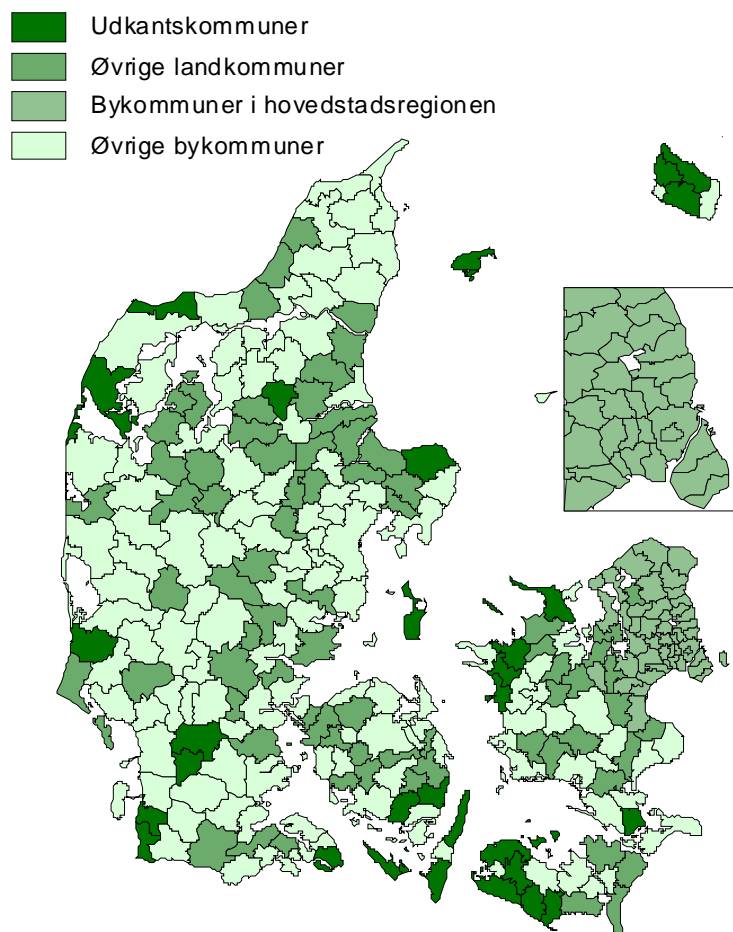 Udkantskommuner
Øvrige landkommuner
Bykommuner i hovedstadsregionen
Øvrige bykommuner